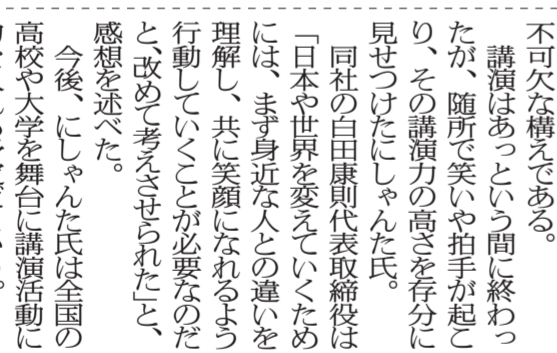 不可欠な構えである。
講演はあっという間に終わっ
たが、随所で笑いや拍手が起こ
り、その講演力の高さを存分に
見せつけたにしゃんた氏。
同社の白田康則代表取締役は
「日本や世界を変えていくため
には、まず身近な人との違いを
理解し、共に笑顔になれるよう
行動していくことが必要なのだ
と、改めて考えさせられた」と、
感想を述べた。
今後、にしゃんた氏は全国の
高校や大学を舞台に講演活動に